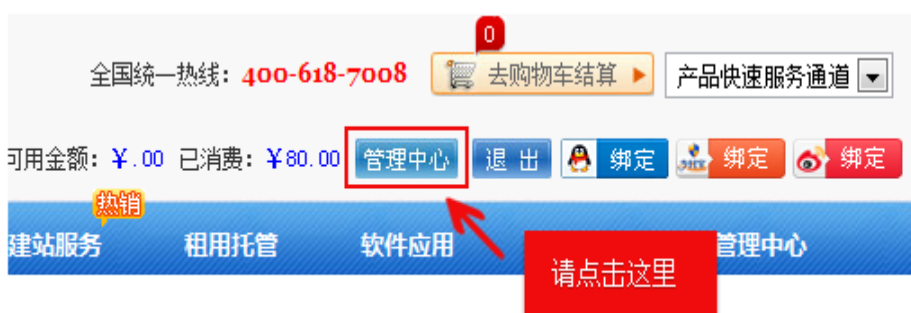 0
全国统一热线：400-618-7008 去购物车结算 产品快速服务通道
可用金额：￥.00 已消费：￥80.00 管理中心 退 出 绑定 绑定 绑定
热销
建站服务 租用托管 软件应用 管理中心
请点击这里